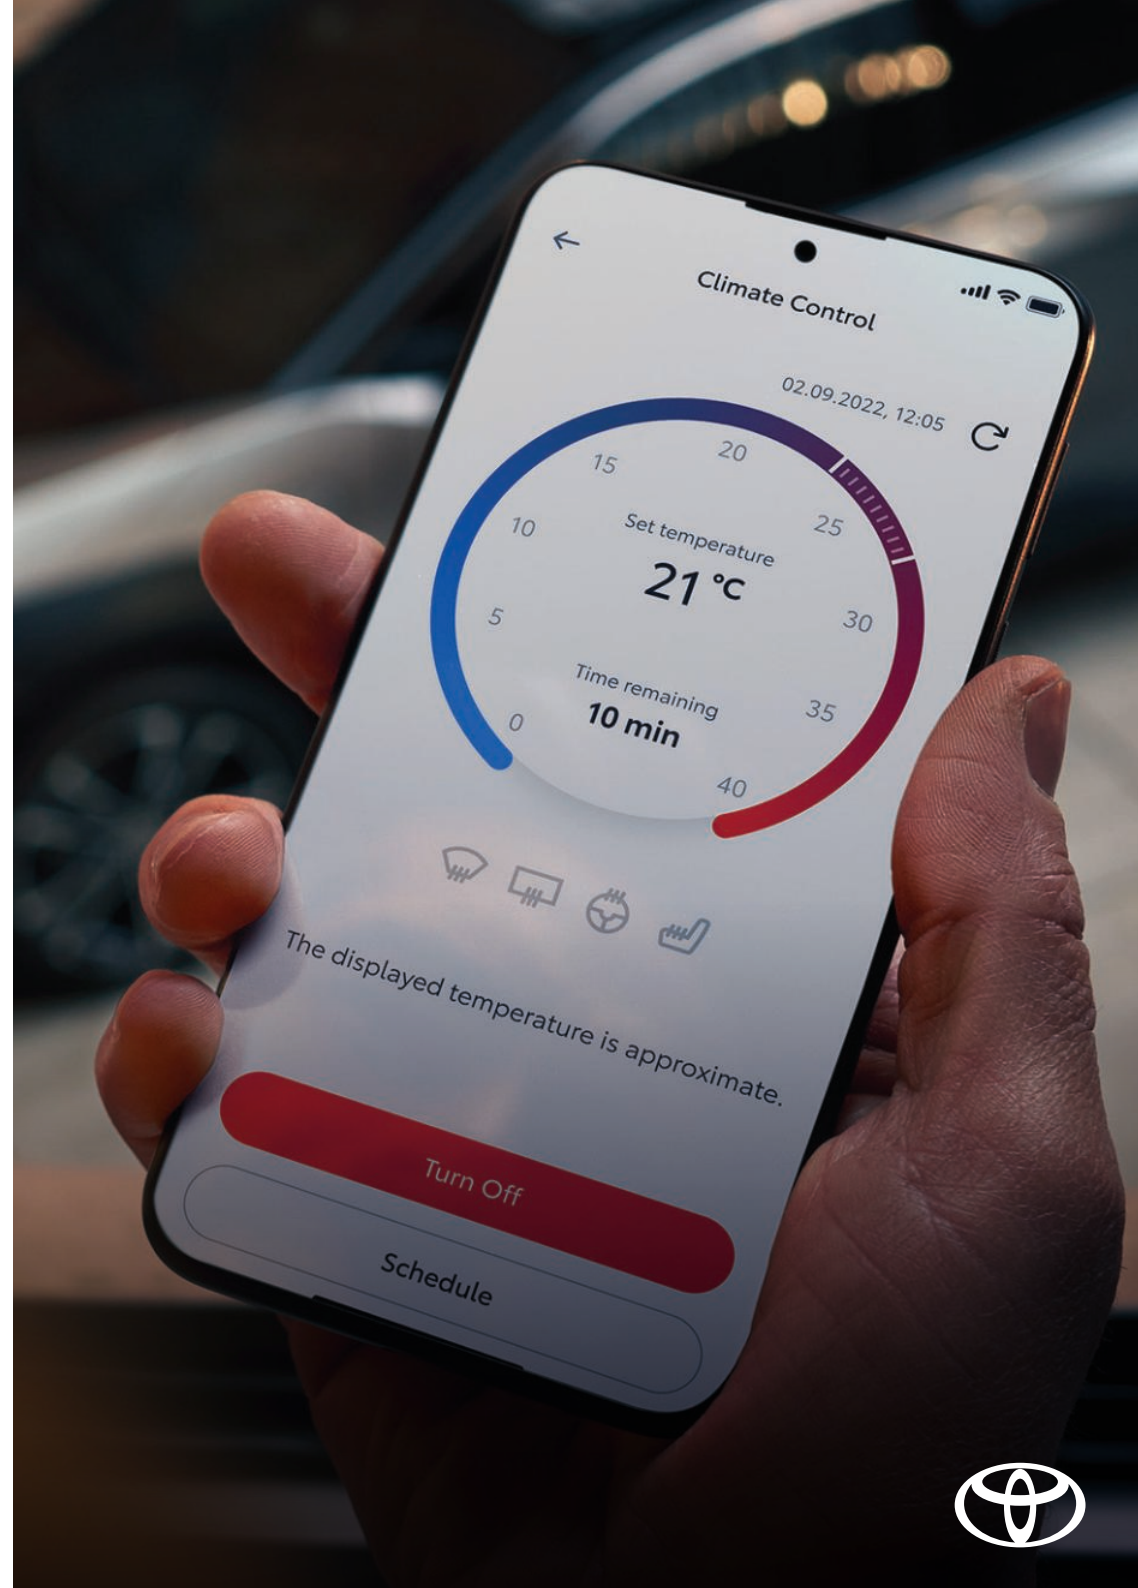 Climate Control
02.09.2022, 12:05
20
15
25
10
Set temperature
21 °C
5
30
Time remaining
10 min
35
0
40
The displayed temperature is approximate.
Turn Off
Schedule